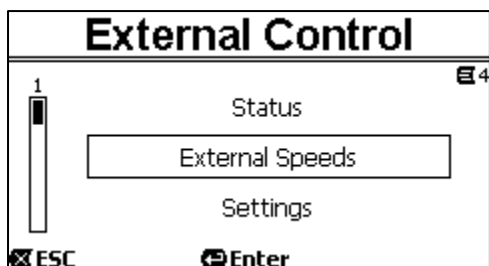 External Control
4
1
Status
External Speeds
Settings
ESC Enter